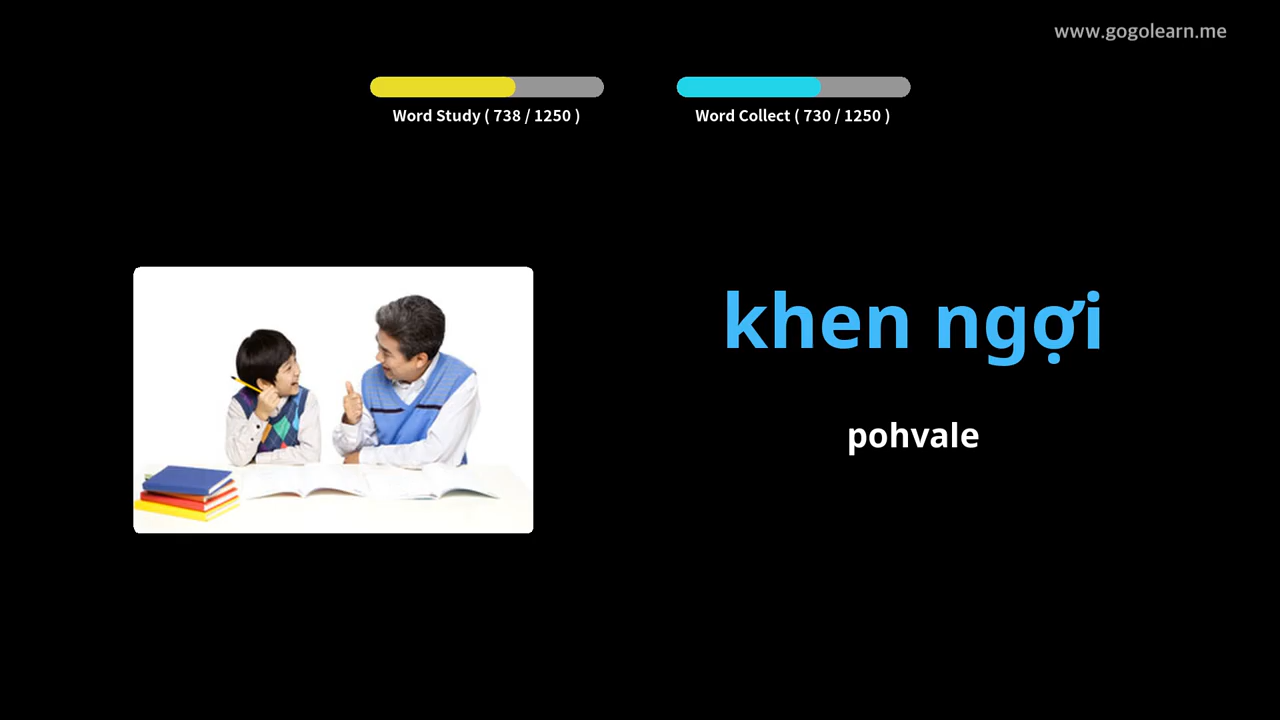 www.gogolearn.me
Word Study ( 738 / 1250 )
Word Collect ( 730 / 1250 )
khen ngợi
pohvale